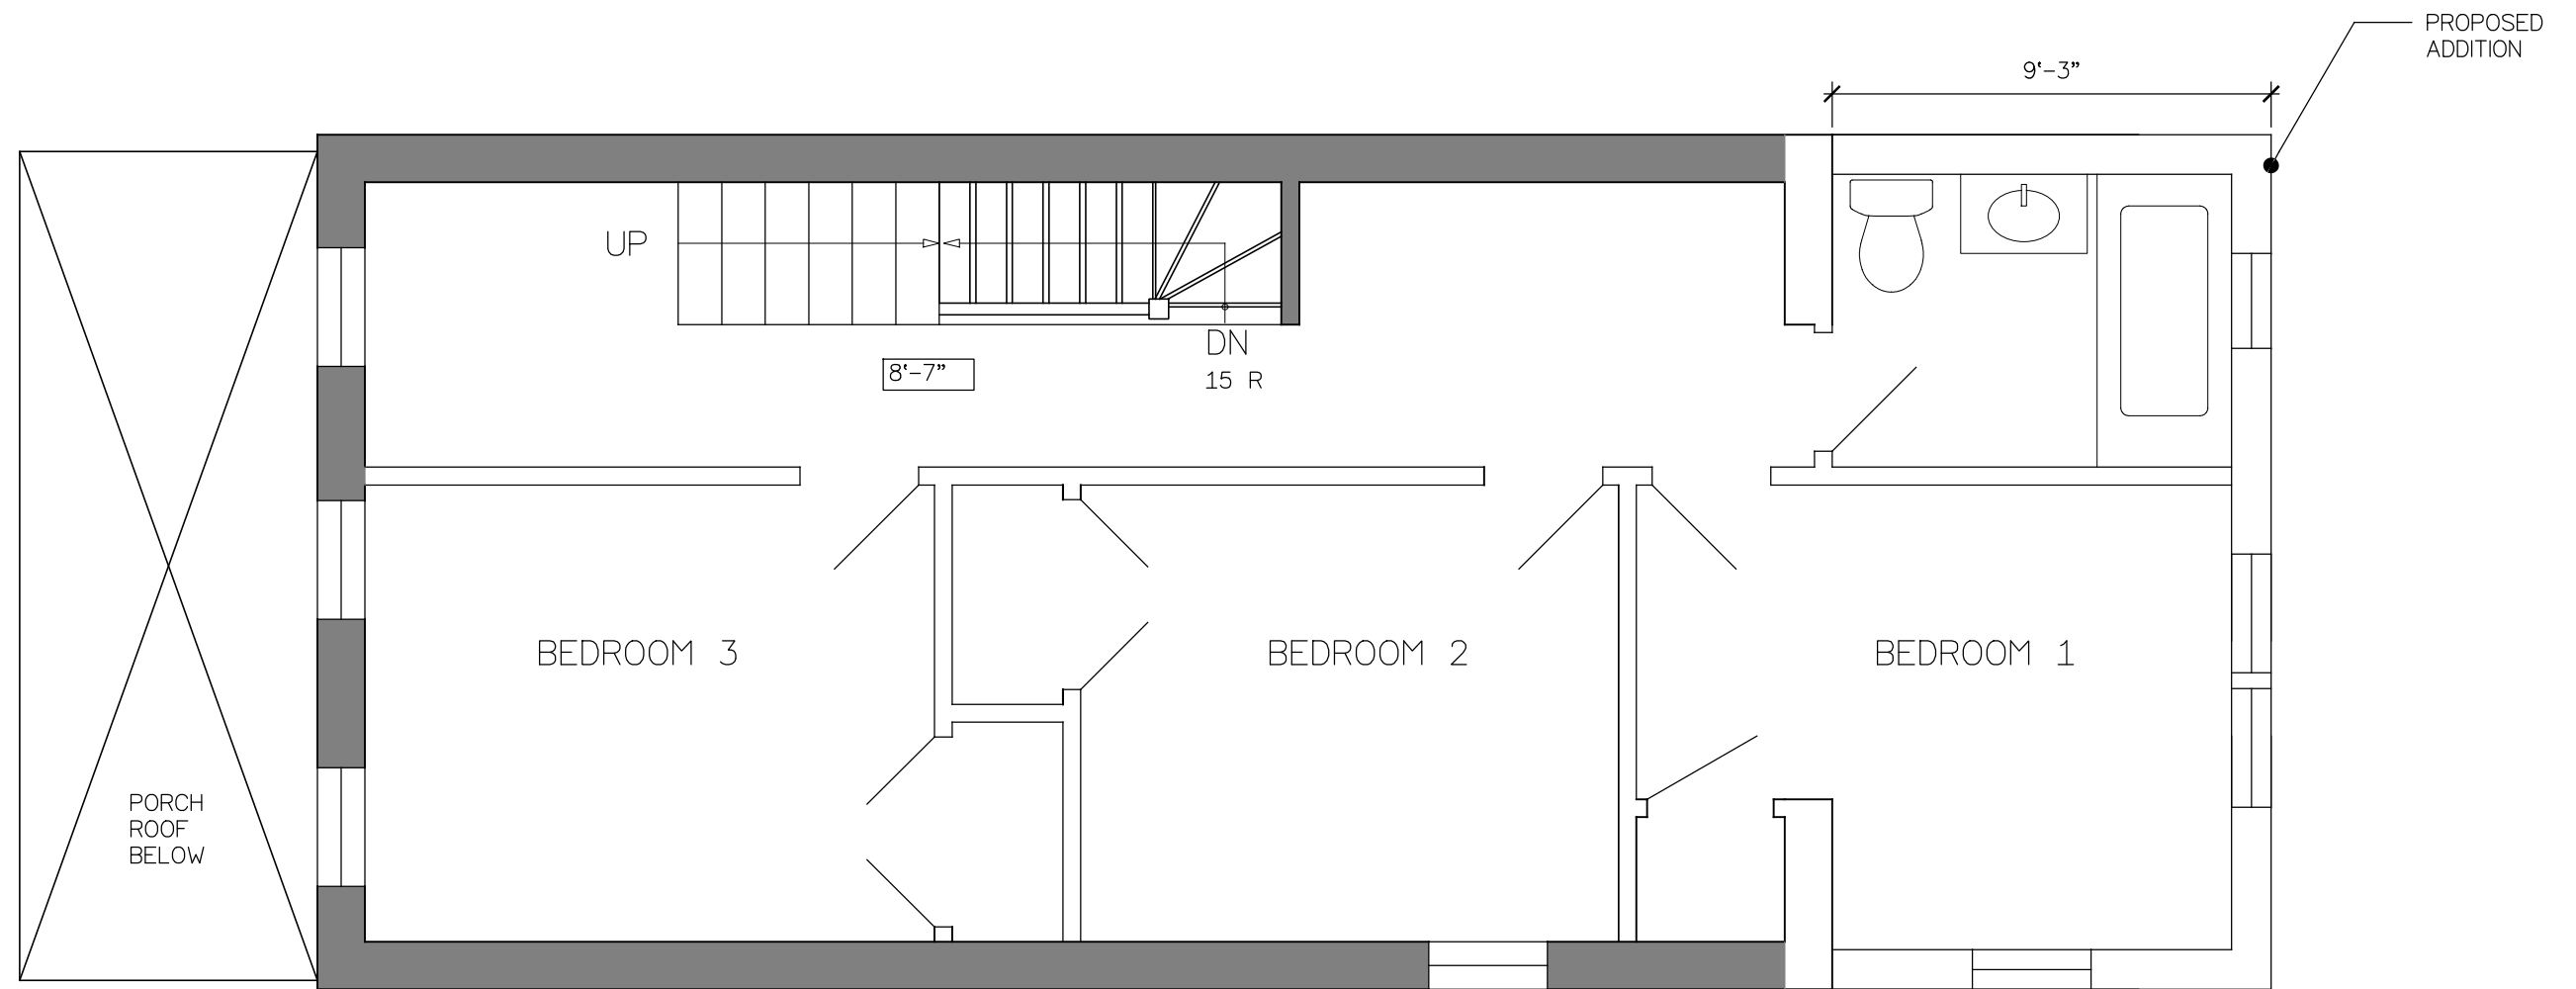 PROPOSED
ADDITION
9'-3"
UP
DN
8'-7"
15 R
BEDROOM 3
BEDROOM 2
BEDROOM 1
PORCH
ROOF
BELOW